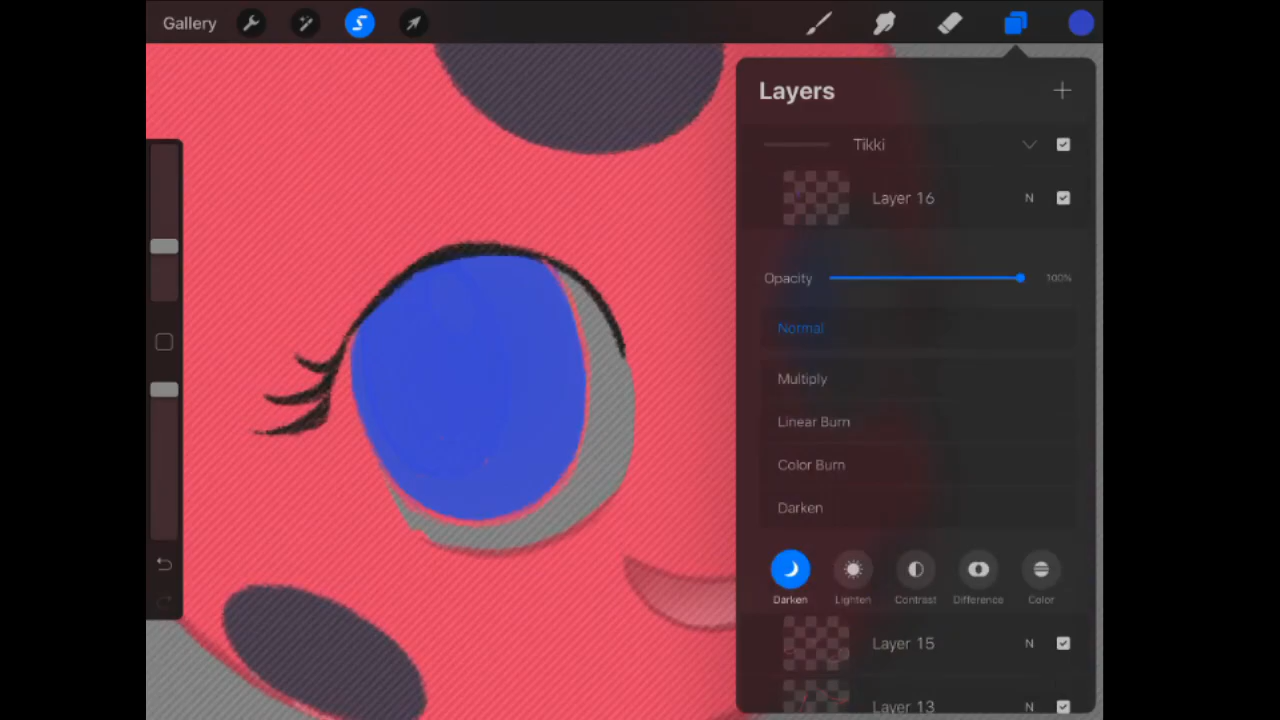 Gallery
Layers
Tikki
Layer 16 N
Opacity 100%
Normal
Multiply
Linear Burn
Color Burn
Darken
Darken Lighten Contrast Difference Color
Layer 15 N
Layer 13 N